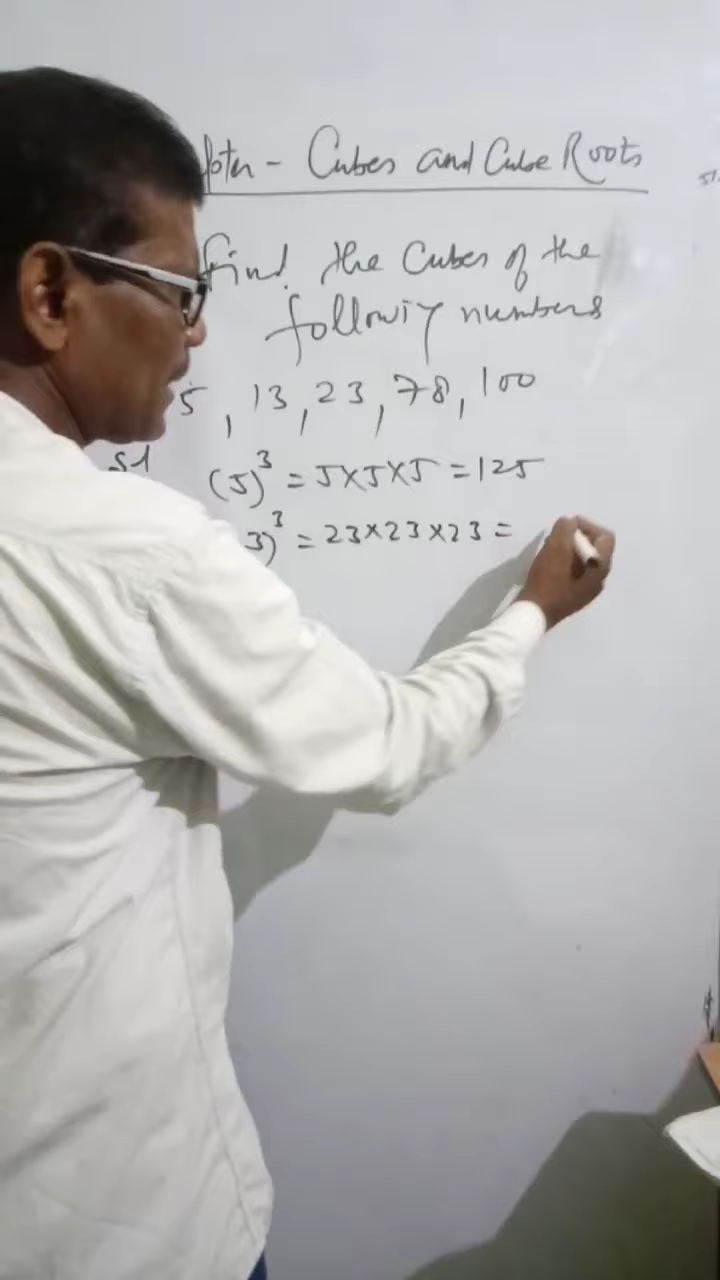 - Cubes and Cube Roots
Find the Cubes of the
followiy numbers
5, 13, 23, 78, 100
(5)³ = 5×5×5 = 125
3)³ = 23×23×23 =